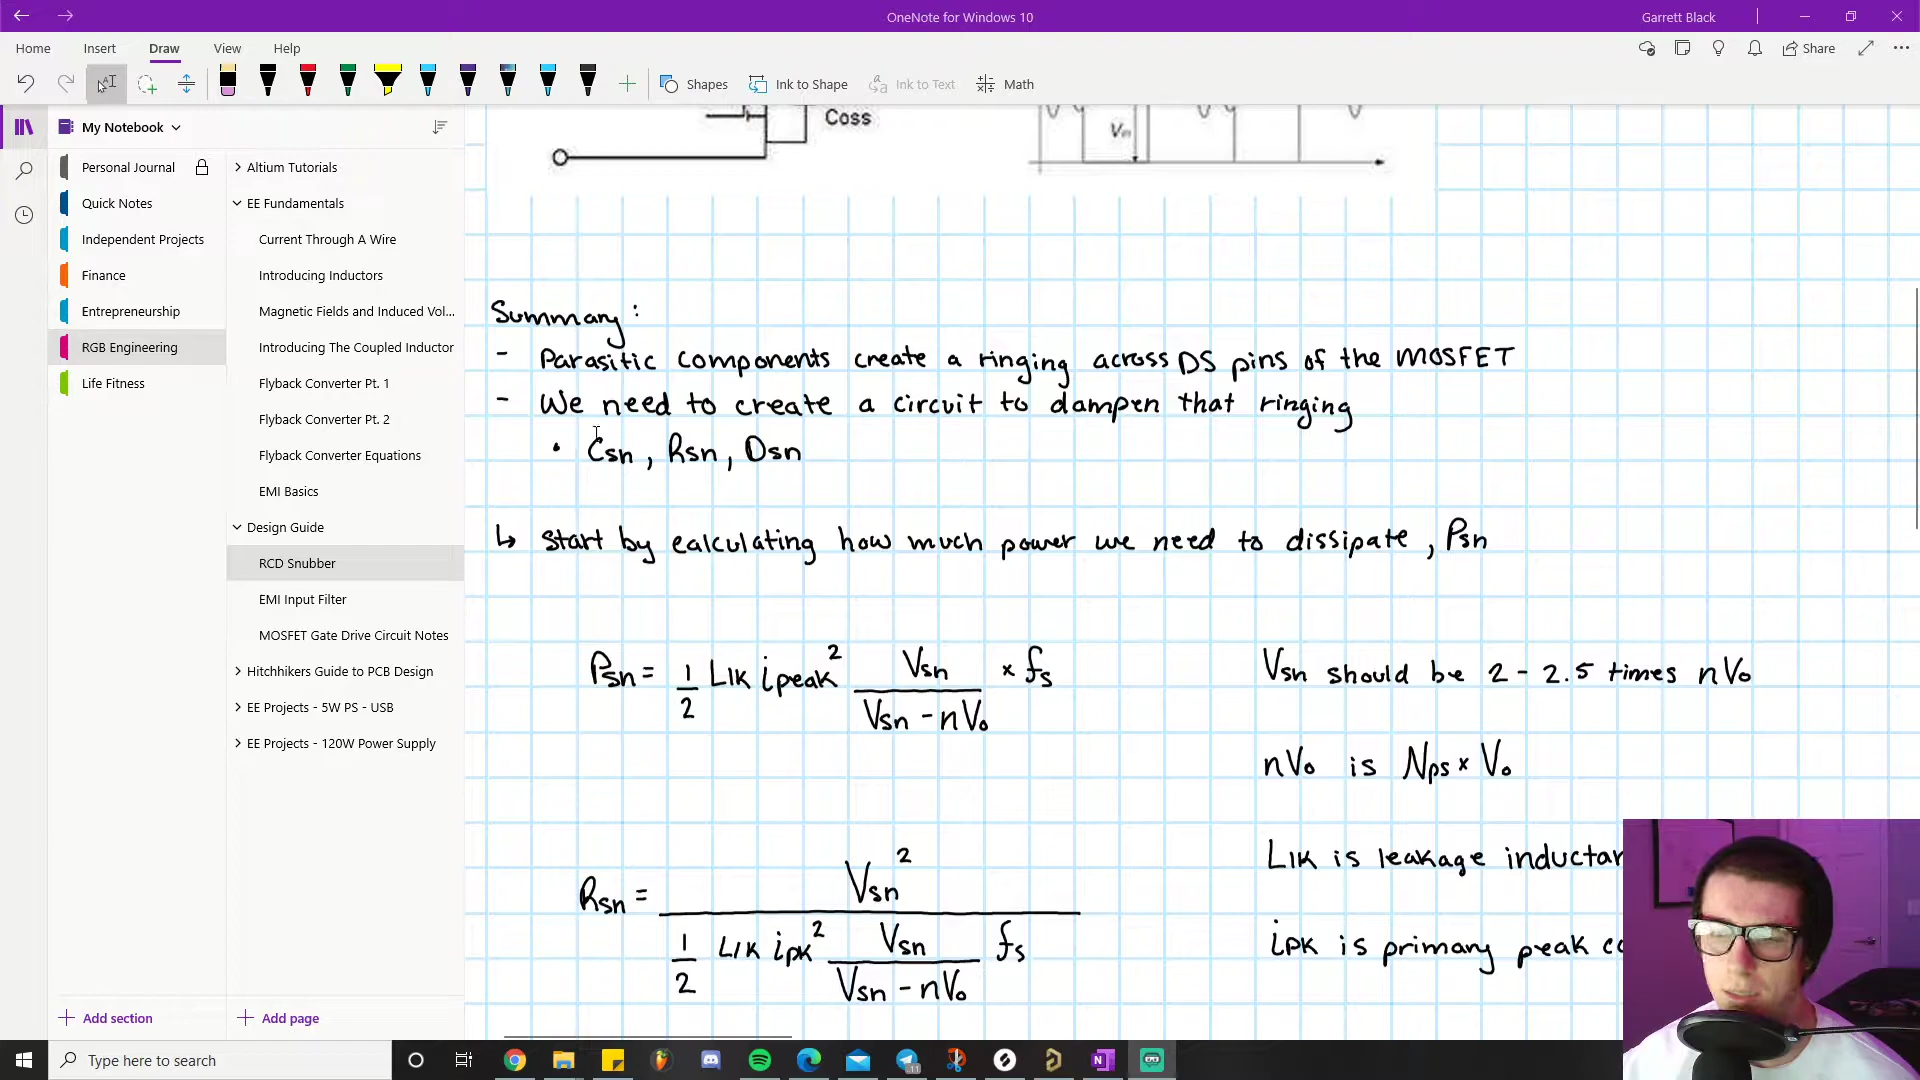 OneNote for Windows 10
Garrett Black
Home Insert Draw View Help
Share
Shapes Ink to Shape Ink to Text Math
My Notebook
Personal Journal
Quick Notes
Independent Projects
Finance
Entrepreneurship
RGB Engineering
Life Fitness
Altium Tutorials
EE Fundamentals
Current Through A Wire
Introducing Inductors
Magnetic Fields and Induced Vol...
Introducing The Coupled Inductor
Flyback Converter Pt. 1
Flyback Converter Pt. 2
Flyback Converter Equations
EMI Basics
Design Guide
RCD Snubber
EMI Input Filter
MOSFET Gate Drive Circuit Notes
Hitchhikers Guide to PCB Design
EE Projects - 5W PS - USB
EE Projects - 120W Power Supply
Add section
Add page
Coss
Vin
Summary:
- Parasitic components create a ringing across DS pins of the MOSFET
- We need to create a circuit to dampen that ringing
• Csn, Rsn, Dsn
↳ start by calculating how much power we need to dissipate, Psn
Psn = 1/2 Llk ipeak² Vsn/(Vsn - nVo) × fs
Vsn should be 2 - 2.5 times nVo
nVo is Nps × Vo
Rsn = Vsn² / (1/2 Llk ipk² Vsn/(Vsn - nVo) fs)
Llk is leakage inductan
ipk is primary peak cu
Type here to search
11